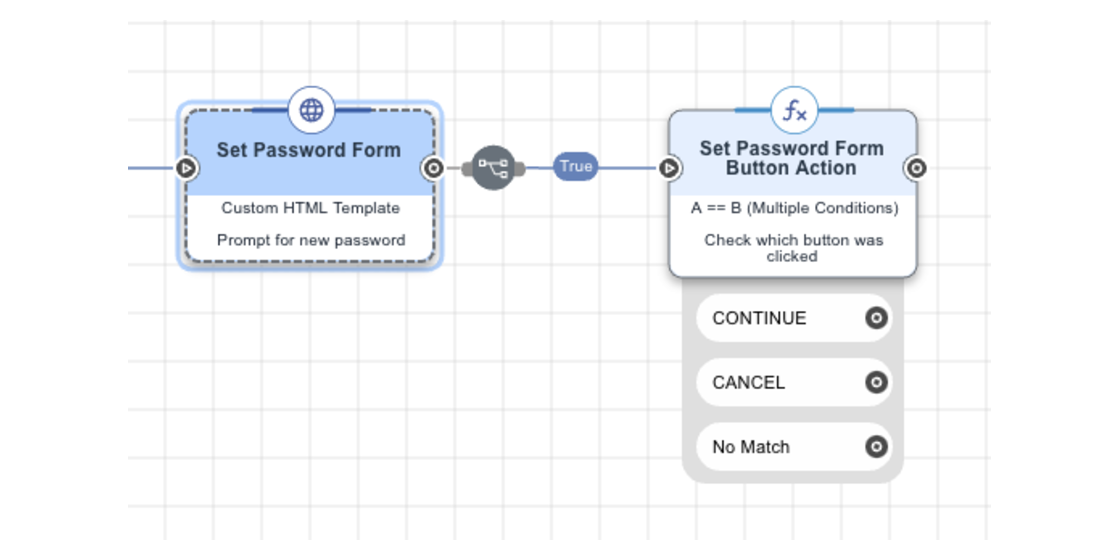 Set Password Form
Custom HTML Template
Prompt for new password
True
fx
Set Password Form
Button Action
A == B (Multiple Conditions)
Check which button was
clicked
CONTINUE
CANCEL
No Match